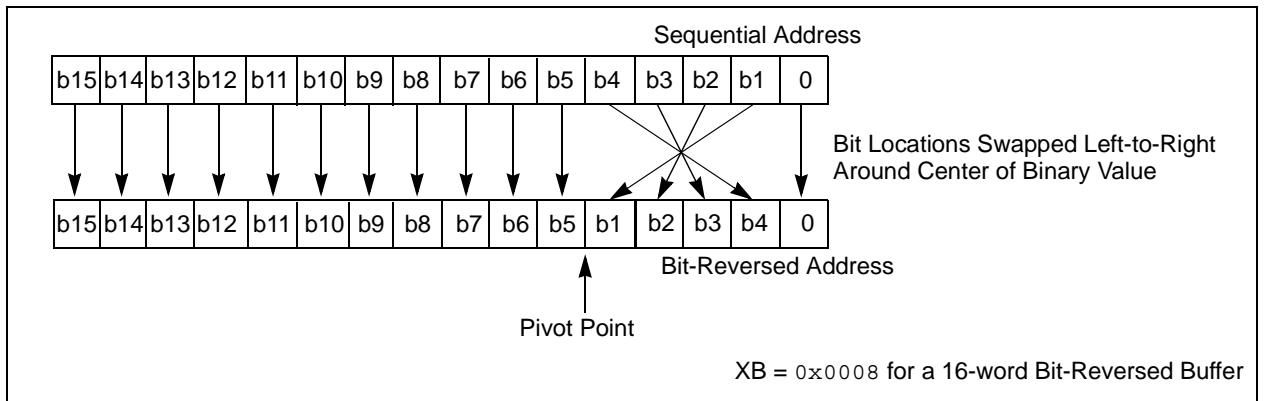 Sequential Address
b15 b14 b13 b12 b11 b10 b9 b8 b7 b6 b5 b4 b3 b2 b1 0
Bit Locations Swapped Left-to-Right
Around Center of Binary Value
b15 b14 b13 b12 b11 b10 b9 b8 b7 b6 b5 b1 b2 b3 b4 0
Bit-Reversed Address
Pivot Point
XB = 0x0008 for a 16-word Bit-Reversed Buffer